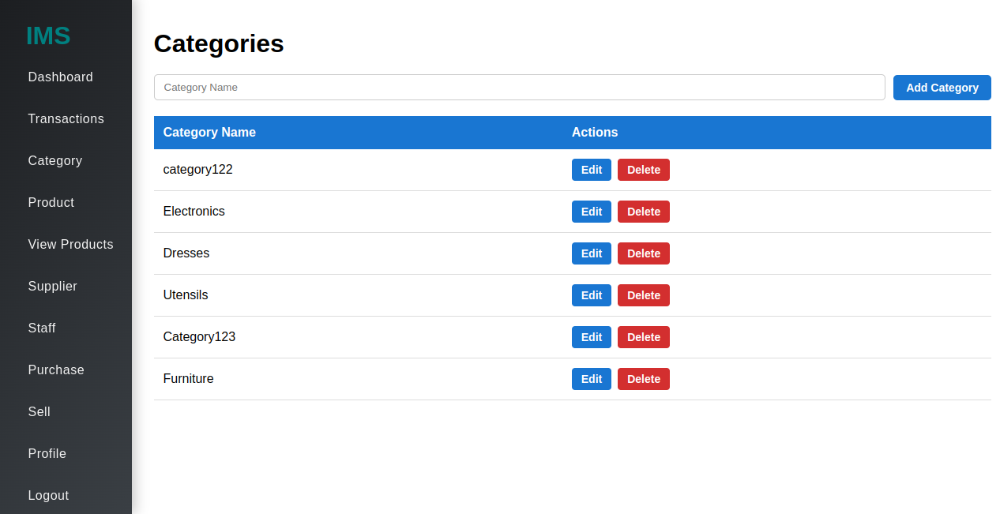 IMS
Dashboard
Transactions
Category
Product
View Products
Supplier
Staff
Purchase
Sell
Profile
Logout
Categories
Category Name
Add Category
Category Name Actions
category122 Edit Delete
Electronics Edit Delete
Dresses Edit Delete
Utensils Edit Delete
Category123 Edit Delete
Furniture Edit Delete